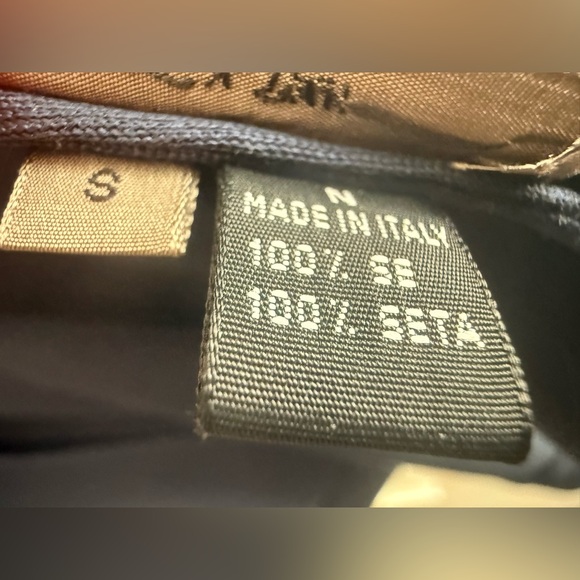 S
N
MADE IN ITALY
100% SE
100% SETA